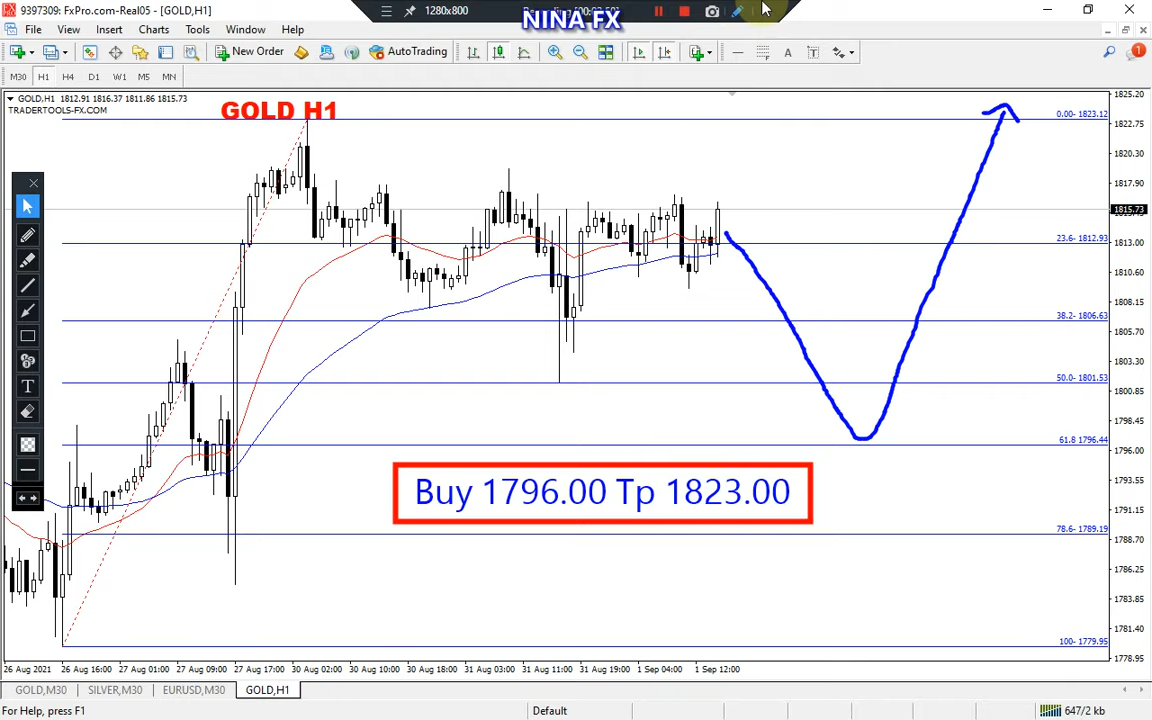 9397309: FxPro.com-Real05 - [GOLD,H1]
1280x800
NINA FX
File View Insert Charts Tools Window Help
New Order
AutoTrading
A
T
1
M30 H1 H4 D1 W1 M5 MN
GOLD,H1 1812.91 1816.37 1811.86 1815.73
TRADERTOOLS-FX.COM
GOLD H1
0.00- 1823.12
23.6- 1812.93
38.2- 1806.63
50.0- 1801.53
61.8 1796.44
78.6- 1789.19
100- 1779.95
T
Buy 1796.00 Tp 1823.00
1825.20
1822.75
1820.30
1817.90
1815.73
1813.00
1810.60
1808.15
1805.70
1803.30
1800.85
1798.45
1796.00
1793.55
1791.15
1788.70
1786.25
1783.85
1781.40
1778.95
26 Aug 2021 26 Aug 16:00 27 Aug 01:00 27 Aug 09:00 27 Aug 17:00 30 Aug 02:00 30 Aug 10:00 30 Aug 18:00 31 Aug 03:00 31 Aug 11:00 31 Aug 19:00 1 Sep 04:00 1 Sep 12:00
GOLD,M30 SILVER,M30 EURUSD,M30 GOLD,H1
For Help, press F1
Default
647/2 kb